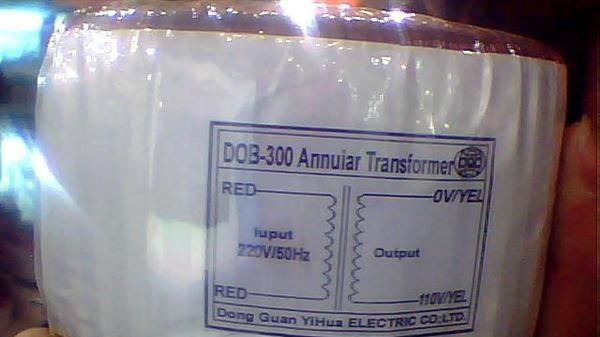 DOB-300 Annuiar Transformer
RED
0V/YEL
Iuput
220V/50Hz
Output
RED
110V/YEL
Dong Guan YiHua ELECTRIC CO;LTD.